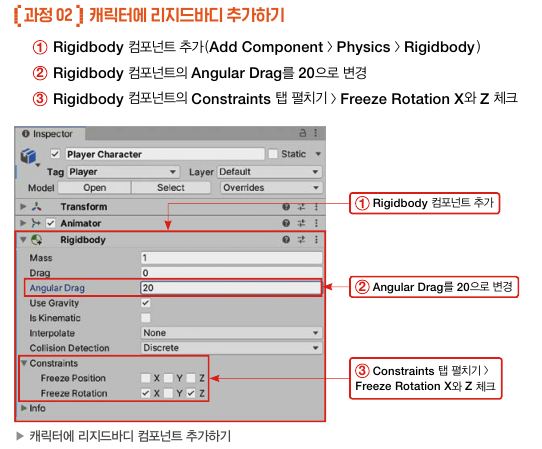 [과정 02] 캐릭터에 리지드바디 추가하기
① Rigidbody 컴포넌트 추가(Add Component > Physics > Rigidbody)
② Rigidbody 컴포넌트의 Angular Drag를 20으로 변경
③ Rigidbody 컴포넌트의 Constraints 탭 펼치기 > Freeze Rotation X와 Z 체크
Inspector
Player Character Static
Tag Player Layer Default
Model Open Select Overrides
Transform
Animator
Rigidbody
Mass 1
Drag 0
Angular Drag 20
Use Gravity
Is Kinematic
Interpolate None
Collision Detection Discrete
Constraints
Freeze Position X Y Z
Freeze Rotation X Y Z
Info
① Rigidbody 컴포넌트 추가
② Angular Drag를 20으로 변경
③ Constraints 탭 펼치기 >
Freeze Rotation X와 Z 체크
▶ 캐릭터에 리지드바디 컴포넌트 추가하기